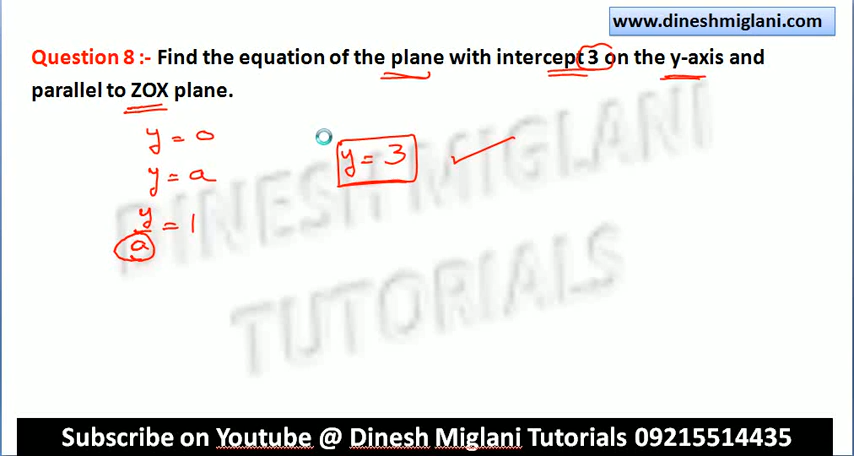 www.dineshmiglani.com
Question 8 :- Find the equation of the plane with intercept 3 on the y-axis and
parallel to ZOX plane.
y = 0
y = a
y/a = 1
y = 3
DINESH MIGLANI
TUTORIALS
Subscribe on Youtube @ Dinesh Miglani Tutorials 09215514435